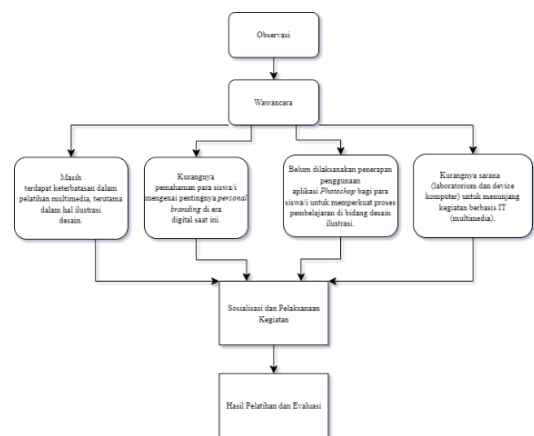 Observasi
Wawancara
Masih
terdapat keterbatasan dalam
pelatihan multimedia, terutama
dalam hal ilustrasi
desain.
Kurangnya
pemahaman para siswa/i
mengenai pentingnya personal
branding di era
digital saat ini.
Belum dilaksanakan penerapan
penggunaan
aplikasi Photoshop bagi para
siswa/i untuk memperkuat proses
pembelajaran di bidang desain
ilustrasi.
Kurangnya sarana
(laboratorium dan device
komputer) untuk menunjang
kegiatan berbasis IT
(multimedia).
Sosialisasi dan Pelaksanaan
Kegiatan
Hasil Pelatihan dan Evaluasi